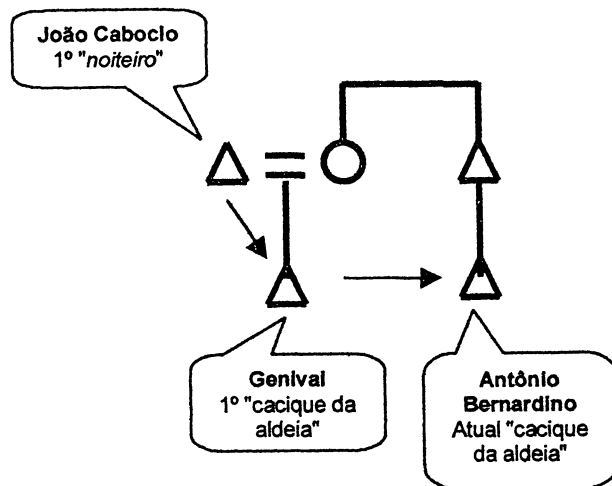 João Caboclo
1º "noiteiro"
Genival
1º "cacique da
aldeia"
Antônio
Bernardino
Atual "cacique
da aldeia"